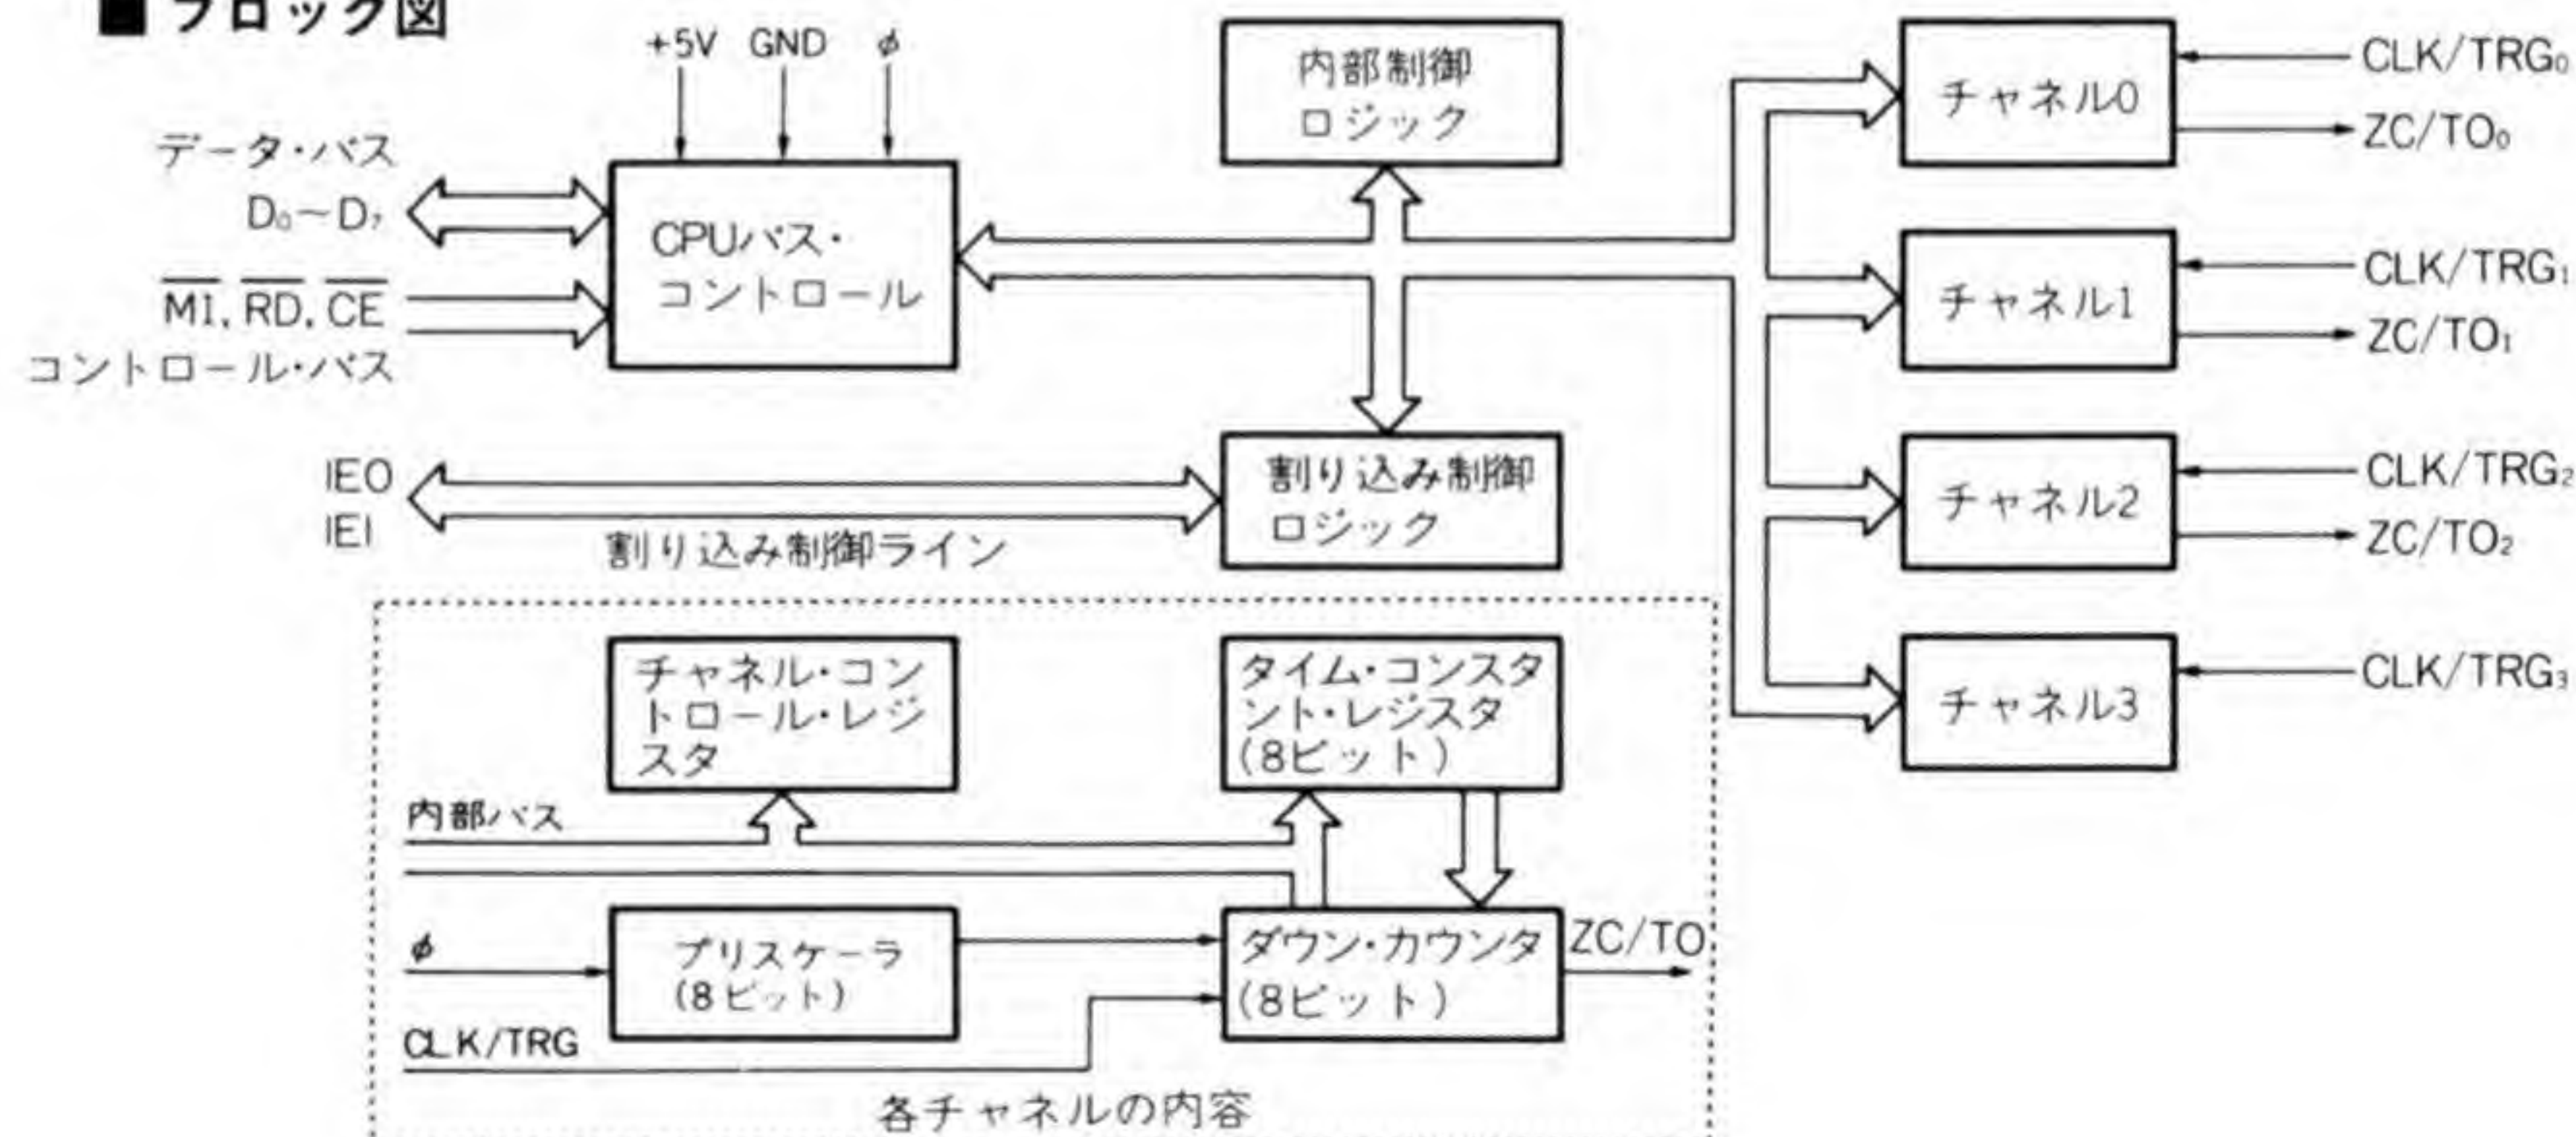 ■ ブロック図
+5V GND φ
データ・バス
D₀〜D₇
M̅I̅, R̅D̅, C̅E̅
コントロール・バス
CPUバス・
コントロール
内部制御
ロジック
IEO
IEI
割り込み制御ライン
割り込み制御
ロジック
チャネル0
CLK/TRG₀
ZC/TO₀
チャネル1
CLK/TRG₁
ZC/TO₁
チャネル2
CLK/TRG₂
ZC/TO₂
チャネル3
CLK/TRG₃
チャネル・コン
トロール・レジ
スタ
タイム・コンスタ
ント・レジスタ
(8ビット)
内部バス
φ
プリスケーラ
(8ビット)
CLK/TRG
ダウン・カウンタ
(8ビット)
ZC/TO
各チャネルの内容